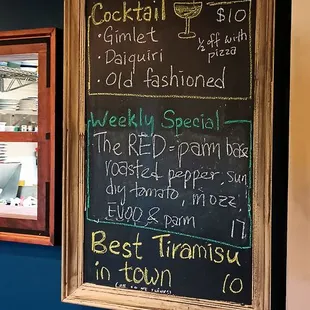 Cocktail $10
· Gimlet
½ off with
pizza
· Daiquiri
· Old fashioned
Weekly Special
The RED = parm base
roasted pepper, sun
dry tomato, mozz,
EVOO & parm 17
Best Tiramisu
in town 10